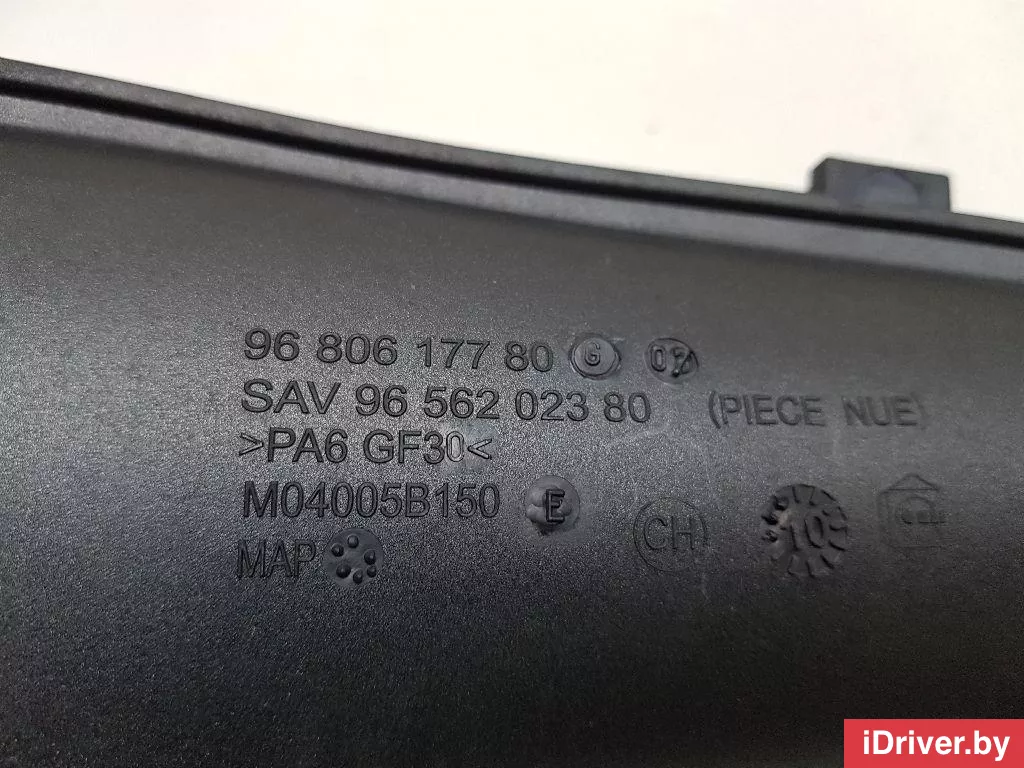 96 806 177 80 G 07
SAV 96 562 023 80 (PIECE NUE)
>PA6 GF30<
M04005B150 E
CH 10
MAP
iDriver.by